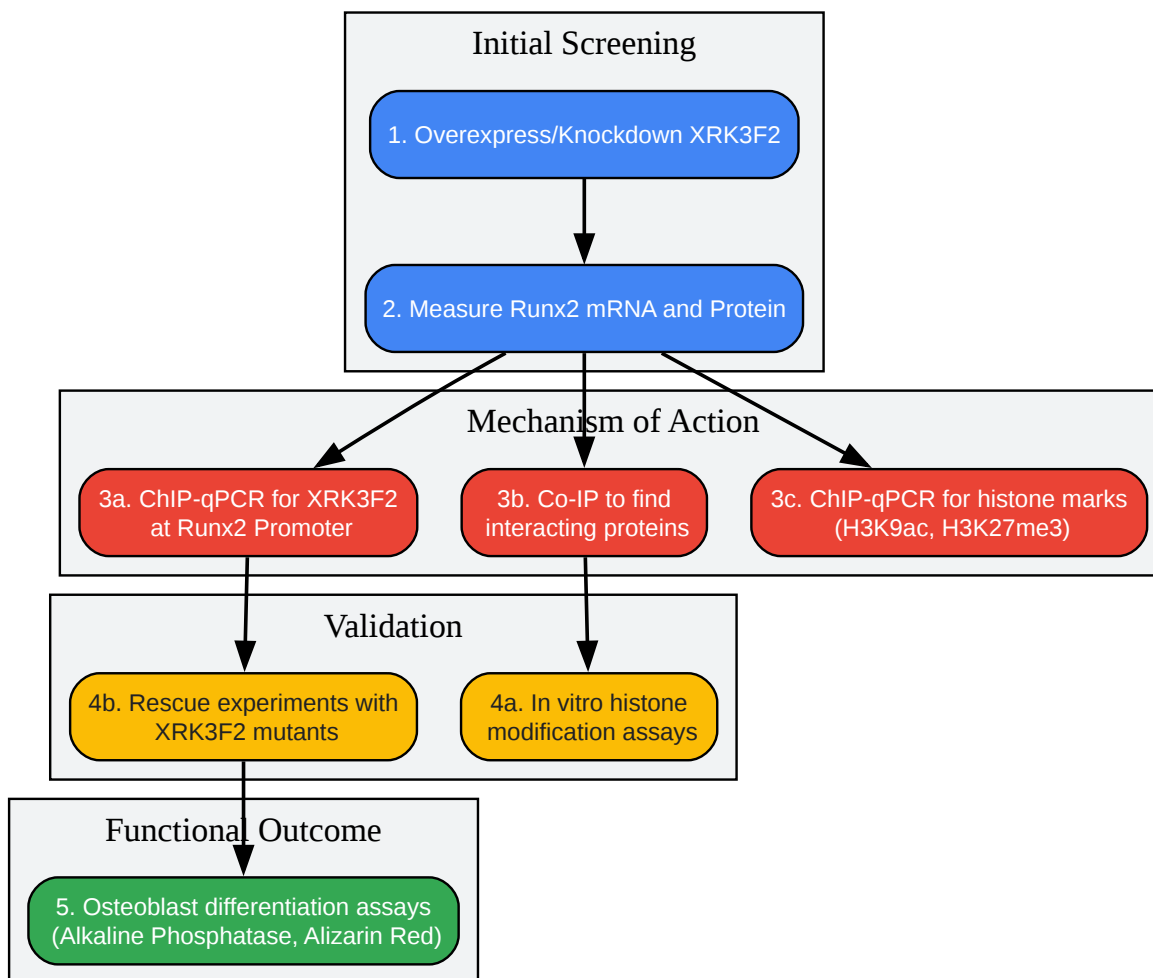 Initial Screening
1. Overexpress/Knockdown XRK3F2
2. Measure Runx2 mRNA and Protein
Mechanism of Action
3a. ChIP-qPCR for XRK3F2
at Runx2 Promoter
3b. Co-IP to find
interacting proteins
3c. ChIP-qPCR for histone marks
(H3K9ac, H3K27me3)
Validation
4b. Rescue experiments with
XRK3F2 mutants
4a. In vitro histone
modification assays
Functional Outcome
5. Osteoblast differentiation assays
(Alkaline Phosphatase, Alizarin Red)